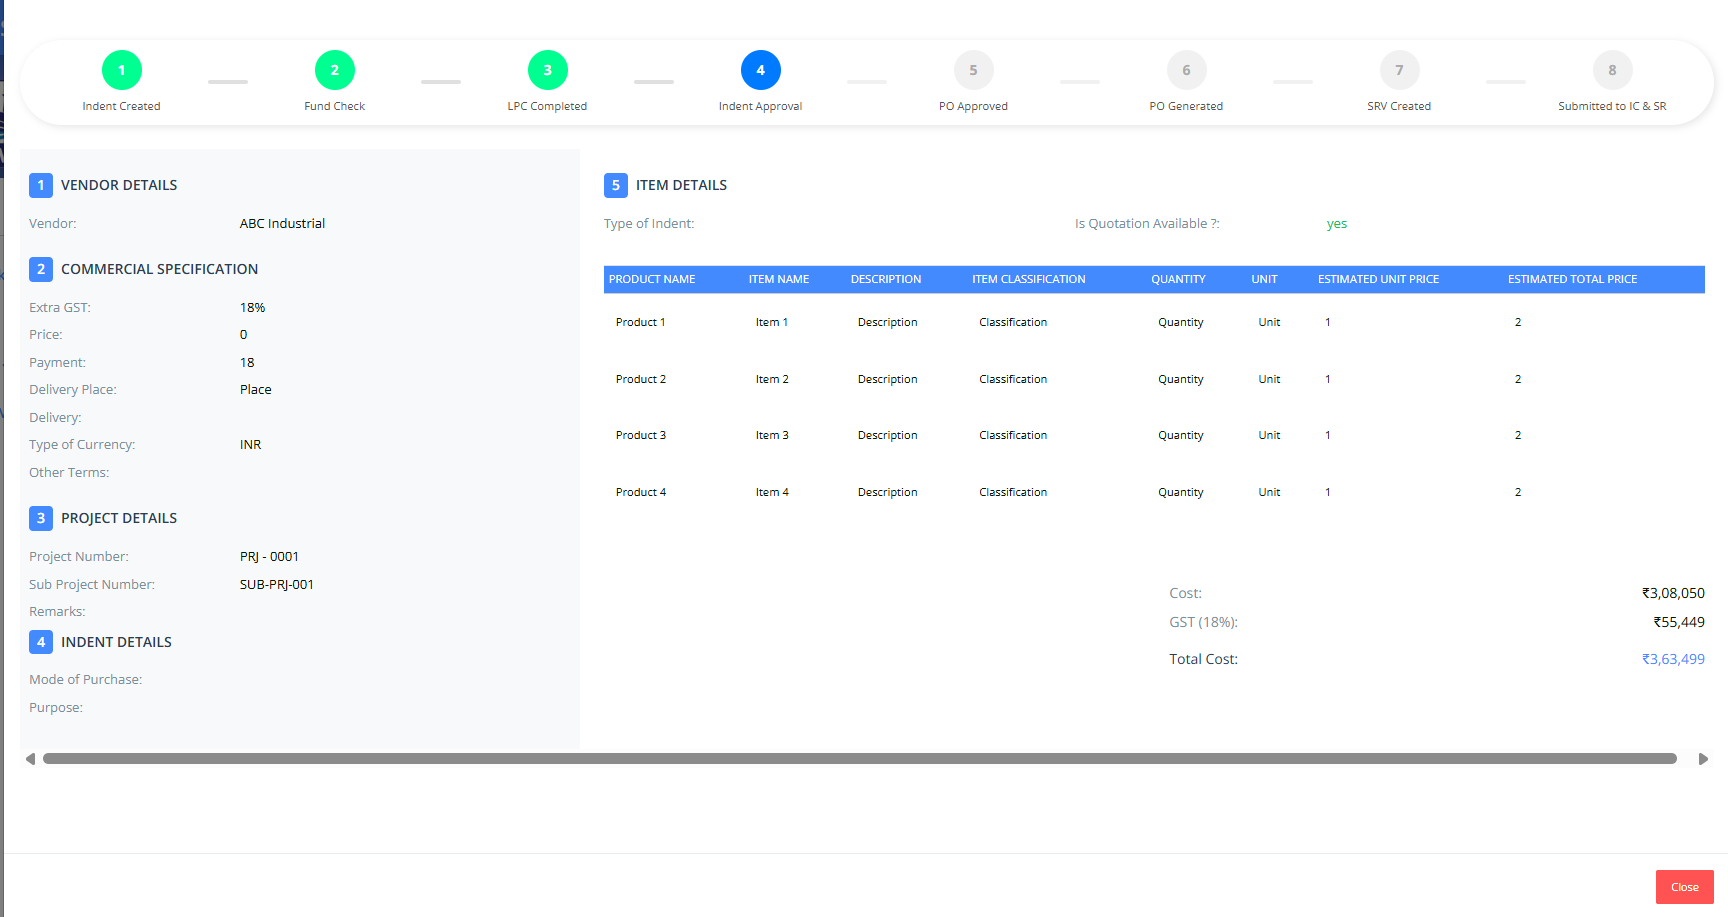 1 2 3 4 5 6 7 8
Indent Created Fund Check LPC Completed Indent Approval PO Approved PO Generated SRV Created Submitted to IC & SR
1 VENDOR DETAILS
Vendor: ABC Industrial
2 COMMERCIAL SPECIFICATION
Extra GST: 18%
Price: 0
Payment: 18
Delivery Place: Place
Delivery:
Type of Currency: INR
Other Terms:
3 PROJECT DETAILS
Project Number: PRJ - 0001
Sub Project Number: SUB-PRJ-001
Remarks:
4 INDENT DETAILS
Mode of Purchase:
Purpose:
5 ITEM DETAILS
Type of Indent: Is Quotation Available ?: yes
PRODUCT NAME ITEM NAME DESCRIPTION ITEM CLASSIFICATION QUANTITY UNIT ESTIMATED UNIT PRICE ESTIMATED TOTAL PRICE
Product 1 Item 1 Description Classification Quantity Unit 1 2
Product 2 Item 2 Description Classification Quantity Unit 1 2
Product 3 Item 3 Description Classification Quantity Unit 1 2
Product 4 Item 4 Description Classification Quantity Unit 1 2
Cost: ₹3,08,050
GST (18%): ₹55,449
Total Cost: ₹3,63,499
Close